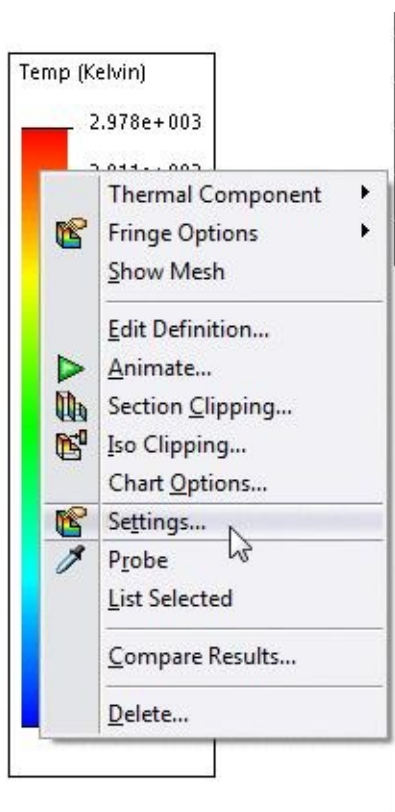 Temp (Kelvin)
2.978e+003
Thermal Component
Fringe Options
Show Mesh
Edit Definition...
Animate...
Section Clipping...
Iso Clipping...
Chart Options...
Settings...
Probe
List Selected
Compare Results...
Delete...